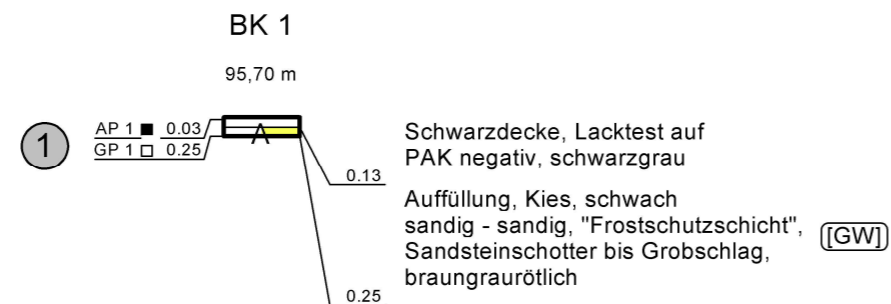 BK 1
95,70 m
1
AP 1 0.03
GP 1 0.25
A
0.13
Schwarzdecke, Lacktest auf
PAK negativ, schwarzgrau
0.25
Auffüllung, Kies, schwach
sandig - sandig, "Frostschutzschicht",
Sandsteinschotter bis Grobschlag,
braungraurötlich
[GW]